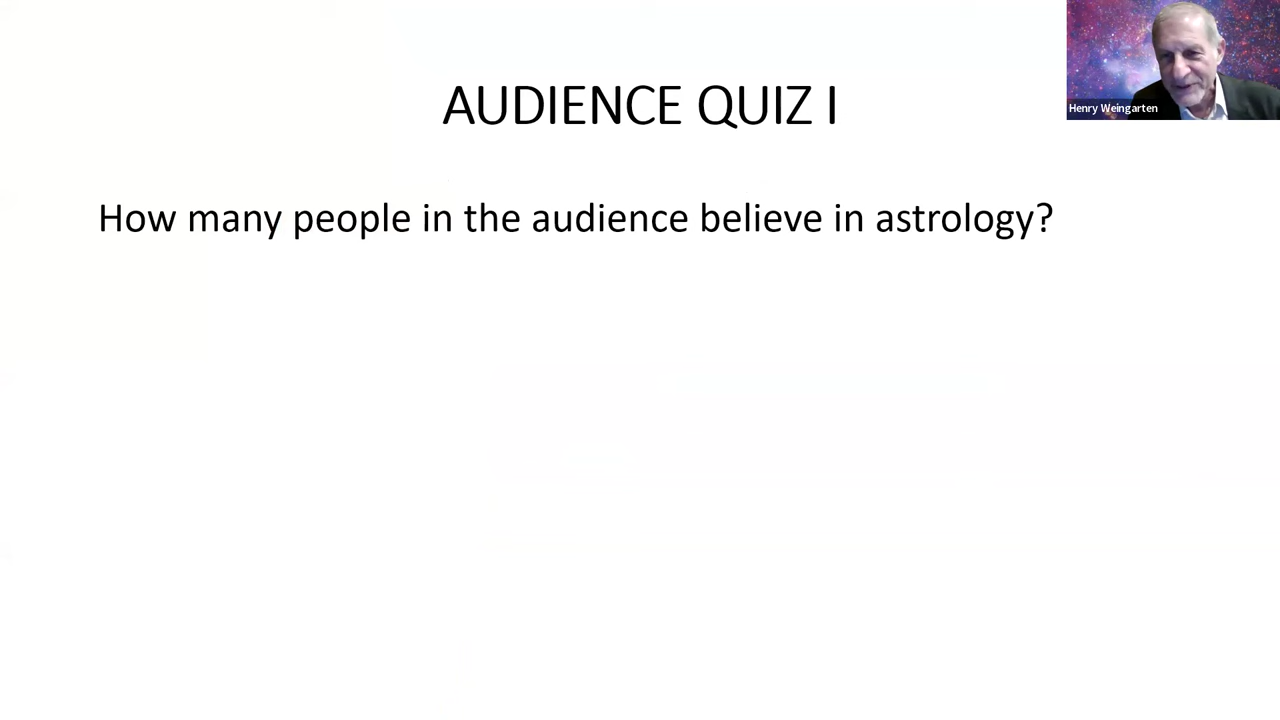 AUDIENCE QUIZ I
Henry Weingarten
How many people in the audience believe in astrology?